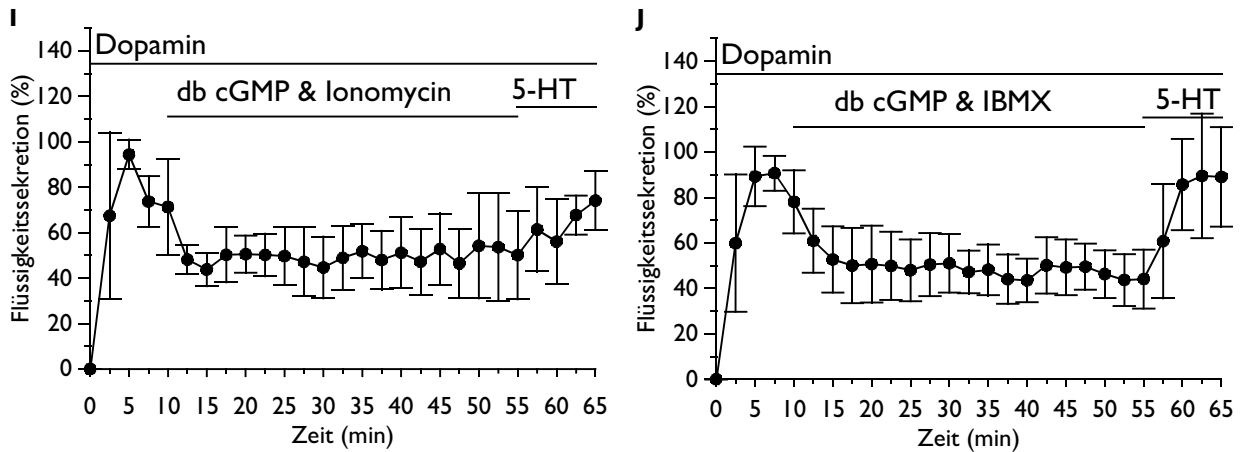 I
Dopamin
db cGMP & Ionomycin
5-HT
Flüssigkeitssekretion (%)
140
120
100
80
60
40
20
0
0 5 10 15 20 25 30 35 40 45 50 55 60 65
Zeit (min)
J
Dopamin
db cGMP & IBMX
5-HT
Flüssigkeitssekretion (%)
140
120
100
80
60
40
20
0
0 5 10 15 20 25 30 35 40 45 50 55 60 65
Zeit (min)